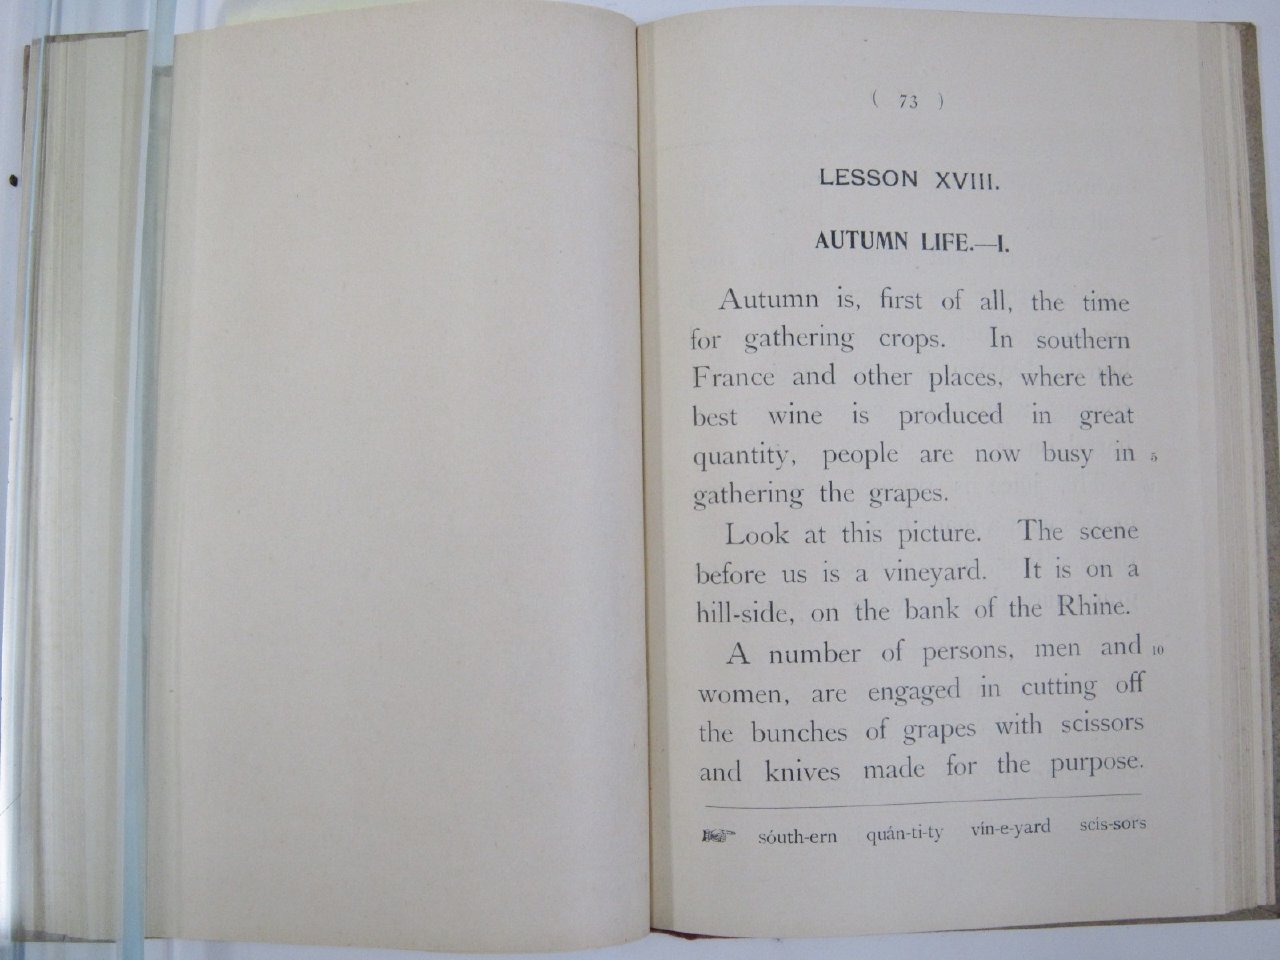 ( 73 )
LESSON XVIII.
AUTUMN LIFE.—I.
Autumn is, first of all, the time
for gathering crops. In southern
France and other places, where the
best wine is produced in great
quantity, people are now busy in 5
gathering the grapes.
Look at this picture. The scene
before us is a vineyard. It is on a
hill-side, on the bank of the Rhine.
A number of persons, men and 10
women, are engaged in cutting off
the bunches of grapes with scissors
and knives made for the purpose.
☞ sóuth-ern quán-ti-ty vín-e-yard scís-sors